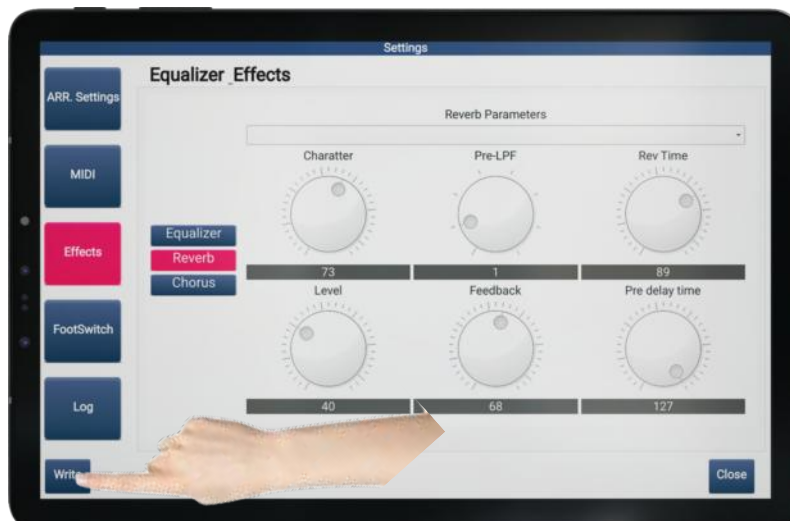 Settings
Equalizer_Effects
ARR. Settings
MIDI
Effects
FootSwitch
Log
Equalizer
Reverb
Chorus
Reverb Parameters
Charatter
Pre-LPF
Rev Time
73
1
89
Level
Feedback
Pre delay time
40
68
127
Close